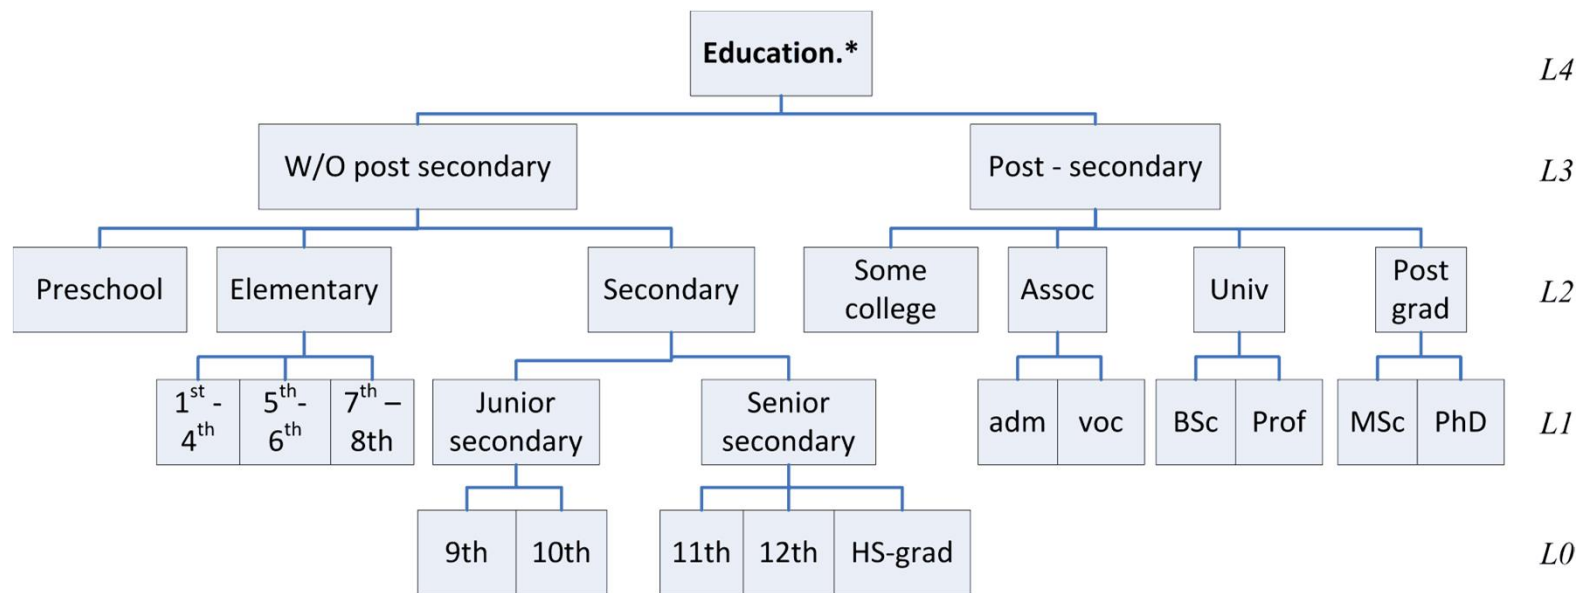 Education.*
L4
W/O post secondary
Post - secondary
L3
Preschool
Elementary
Secondary
Some
college
Assoc
Univ
Post
grad
L2
1st -
4th
5th-
6th
7th –
8th
Junior
secondary
Senior
secondary
adm
voc
BSc
Prof
MSc
PhD
L1
9th
10th
11th
12th
HS-grad
L0